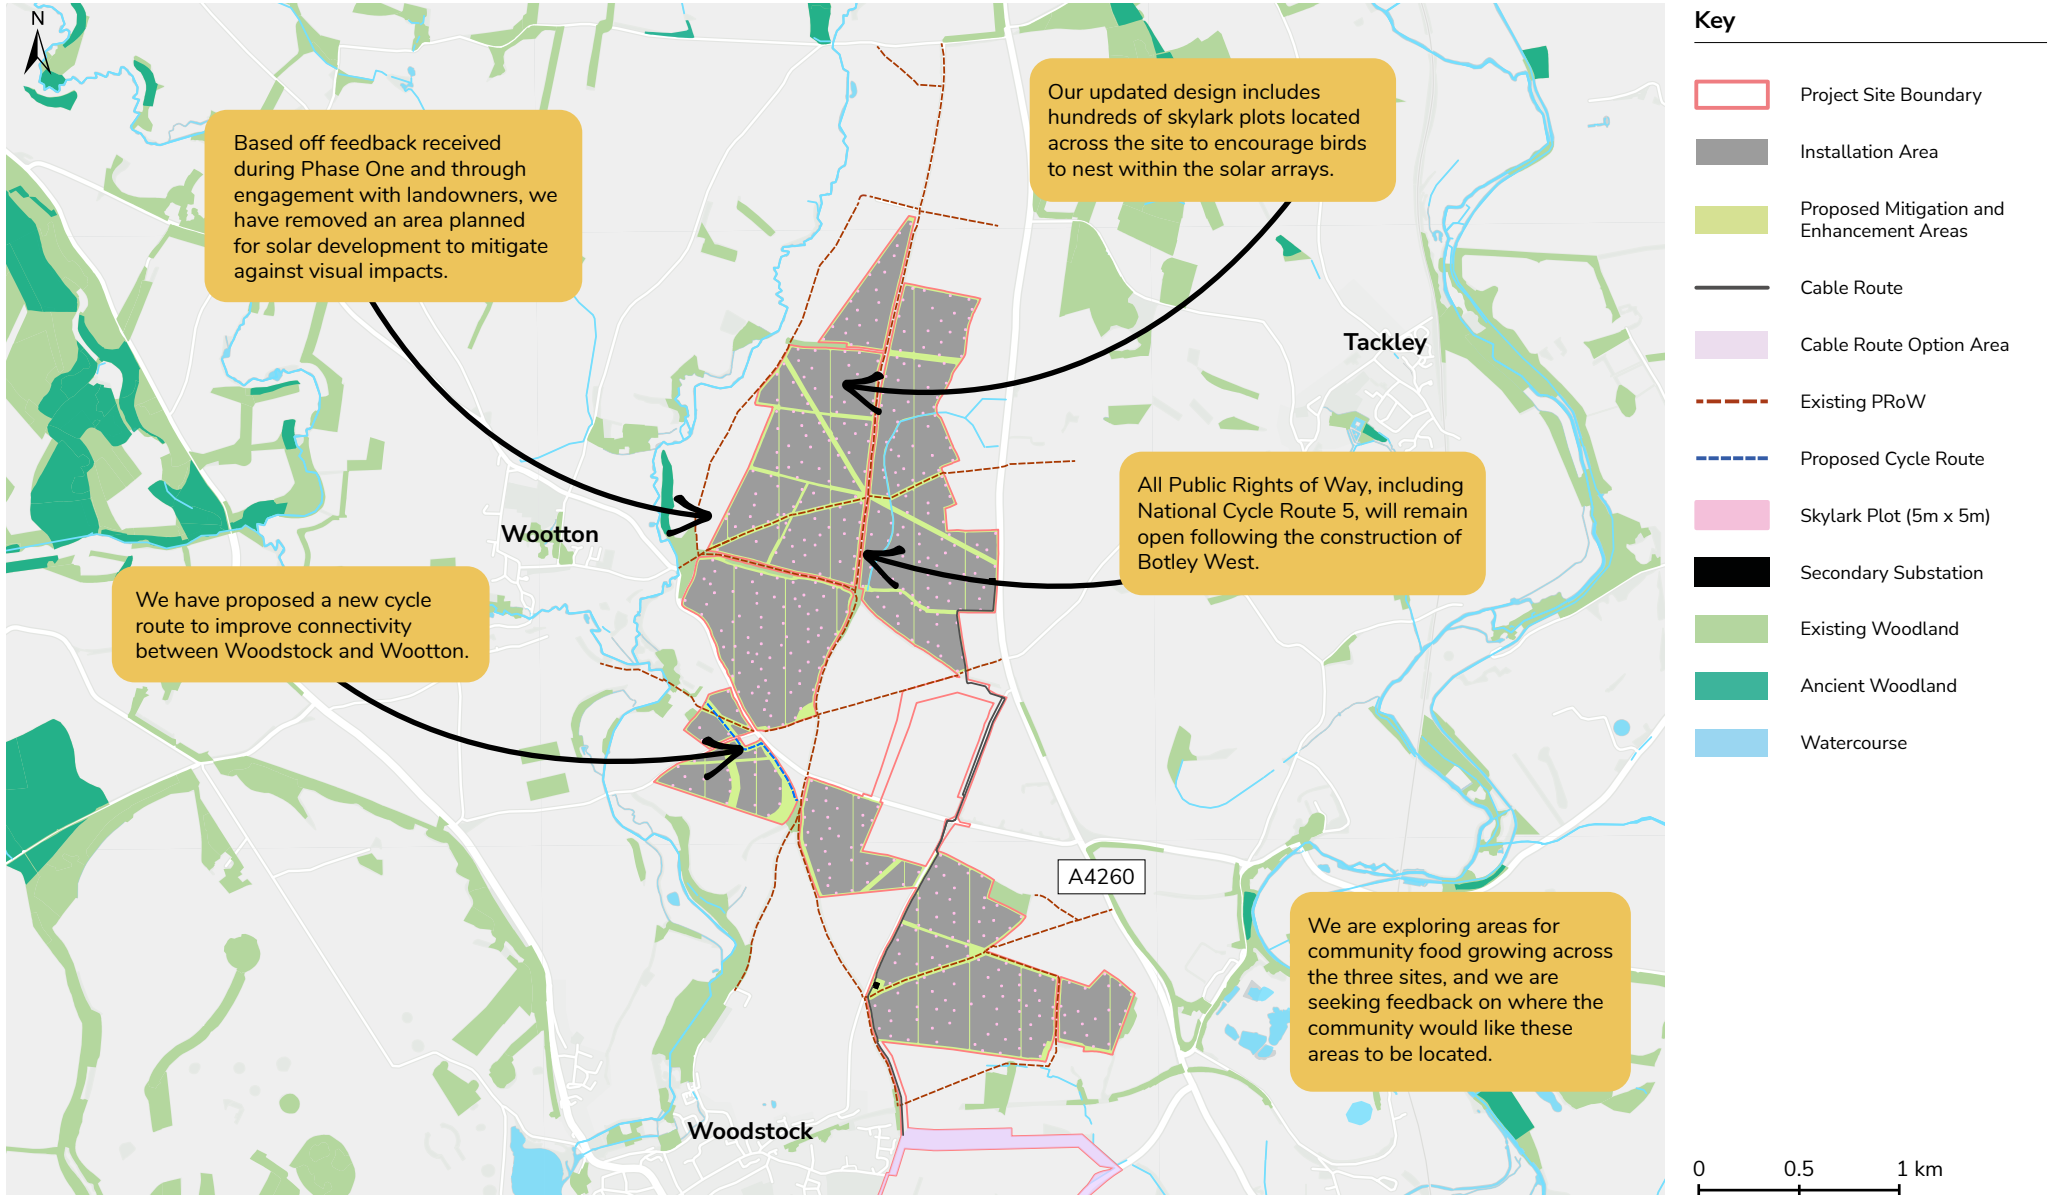 N
Based off feedback received
during Phase One and through
engagement with landowners, we
have removed an area planned
for solar development to mitigate
against visual impacts.
Our updated design includes
hundreds of skylark plots located
across the site to encourage birds
to nest within the solar arrays.
Tackley
All Public Rights of Way, including
National Cycle Route 5, will remain
open following the construction of
Botley West.
Wootton
We have proposed a new cycle
route to improve connectivity
between Woodstock and Wootton.
A4260
We are exploring areas for
community food growing across
the three sites, and we are
seeking feedback on where the
community would like these
areas to be located.
Woodstock
Key
Project Site Boundary
Installation Area
Proposed Mitigation and
Enhancement Areas
Cable Route
Cable Route Option Area
Existing PRoW
Proposed Cycle Route
Skylark Plot (5m x 5m)
Secondary Substation
Existing Woodland
Ancient Woodland
Watercourse
0 0.5 1 km